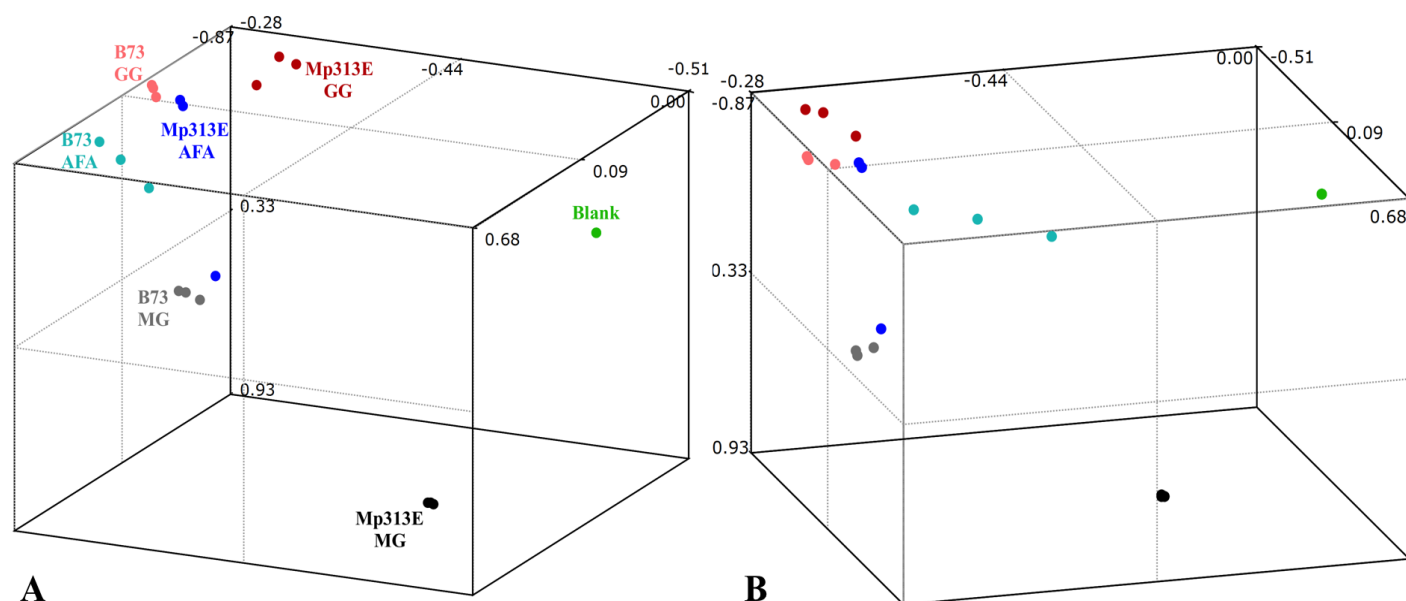 -0.28
-0.87
B73
GG
Mp313E
GG
-0.44
-0.51
0.00
B73
AFA
Mp313E
AFA
0.09
0.33
Blank
0.68
B73
MG
0.93
Mp313E
MG
A
-0.28
-0.87
-0.44
0.00
-0.51
0.09
0.68
0.33
0.93
B